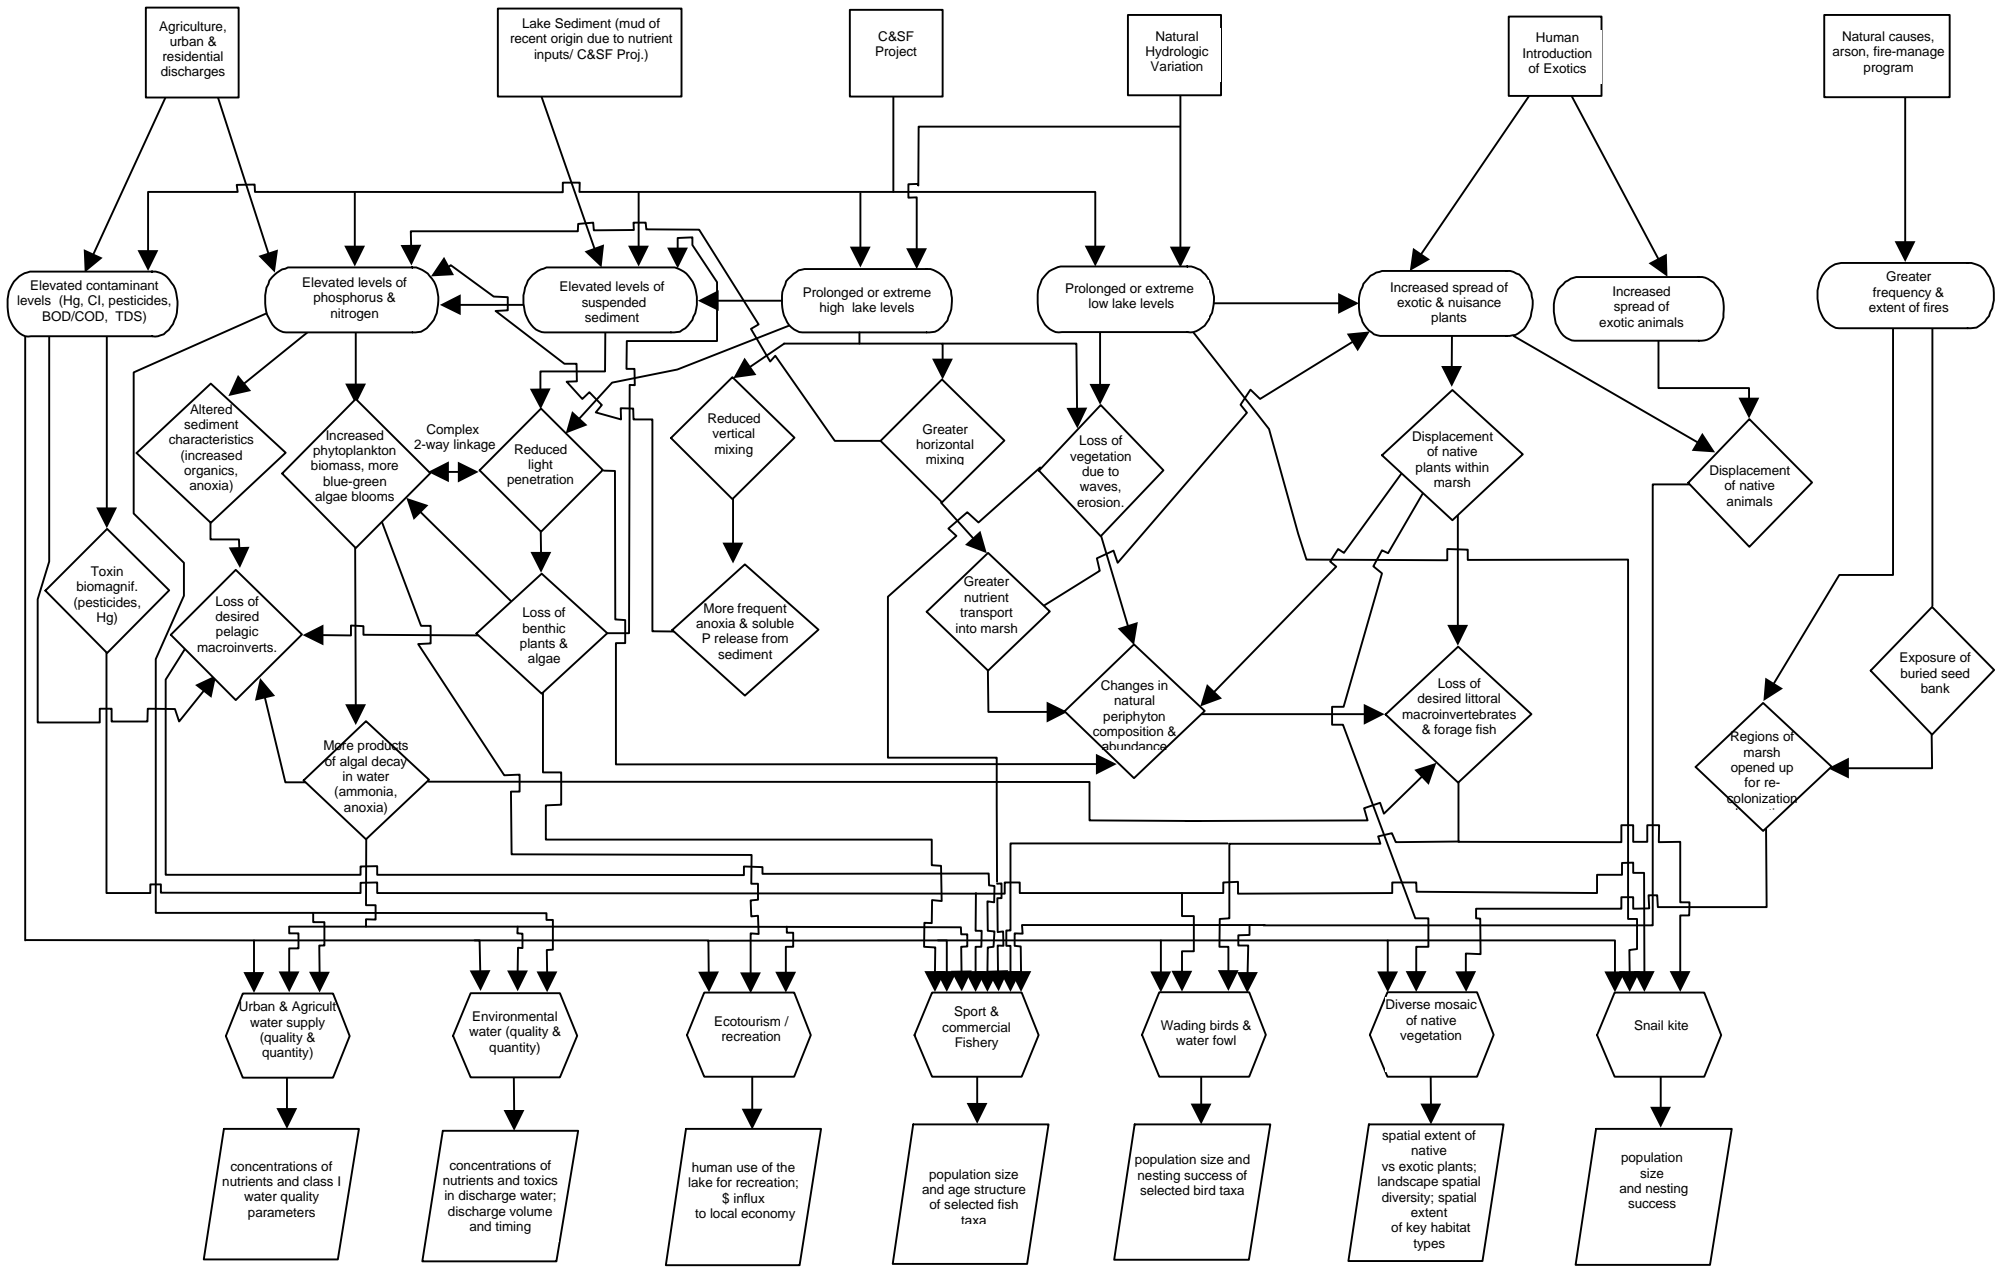 Agriculture,
urban &
residential
discharges
Lake Sediment (mud of
recent origin due to nutrient
inputs/ C&SF Proj.)
C&SF
Project
Natural
Hydrologic
Variation
Human
Introduction
of Exotics
Natural causes,
arson, fire-manage
program
Elevated contaminant
levels (Hg, Cl, pesticides,
BOD/COD, TDS)
Elevated levels of
phosphorus &
nitrogen
Elevated levels of
suspended
sediment
Prolonged or extreme
high lake levels
Prolonged or extreme
low lake levels
Increased spread of
exotic & nuisance
plants
Increased
spread of
exotic animals
Greater
frequency &
extent of fires
Altered
sediment
characteristics
(increased
organics,
anoxia)
Increased
phytoplankton
biomass, more
blue-green
algae blooms
Complex
2-way linkage
Reduced
light
penetration
Reduced
vertical
mixing
Greater
horizontal
mixing
Loss of
vegetation
due to
waves,
erosion.
Displacement
of native
plants within
marsh
Displacement
of native
animals
Toxin
biomagnif.
(pesticides,
Hg)
Loss of
desired
pelagic
macroinverts.
Loss of
benthic
plants &
algae
More frequent
anoxia & soluble
P release from
sediment
Greater
nutrient
transport
into marsh
Changes in
natural
periphyton
composition &
abundance
Loss of
desired littoral
macroinvertebrates
& forage fish
Exposure of
buried seed
bank
More products
of algal decay
in water
(ammonia,
anoxia)
Regions of
marsh
opened up
for re-
colonization
Urban & Agricult
water supply
(quality &
quantity)
Environmental
water (quality &
quantity)
Ecotourism /
recreation
Sport &
commercial
Fishery
Wading birds &
water fowl
Diverse mosaic
of native
vegetation
Snail kite
concentrations of
nutrients and class I
water quality
parameters
concentrations of
nutrients and toxics
in discharge water;
discharge volume
and timing
human use of the
lake for recreation;
$ influx
to local economy
population size
and age structure
of selected fish
taxa
population size and
nesting success of
selected bird taxa
spatial extent of
native
vs exotic plants;
landscape spatial
diversity; spatial
extent
of key habitat
types
population
size
and nesting
success